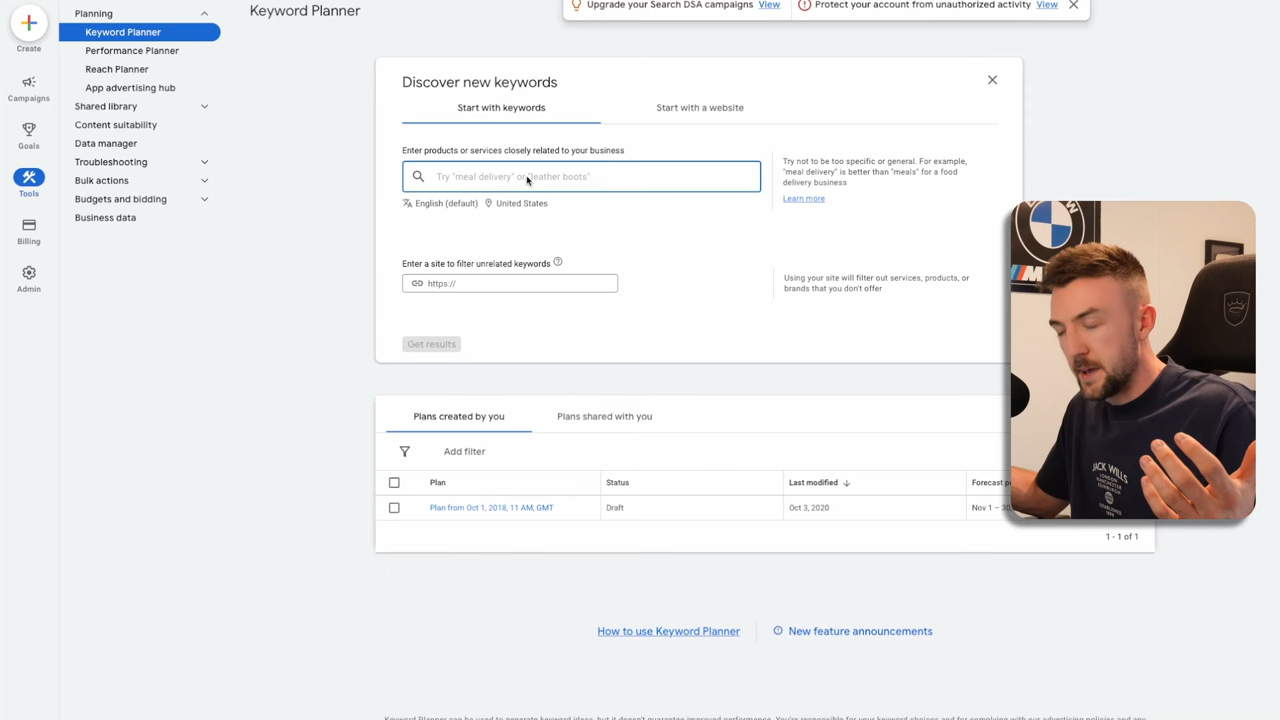 Keyword Planner
Upgrade your Search DSA campaigns View
Protect your account from unauthorized activity View
Create
Campaigns
Goals
Tools
Billing
Admin
Planning
Keyword Planner
Performance Planner
Reach Planner
App advertising hub
Shared library
Content suitability
Data manager
Troubleshooting
Bulk actions
Budgets and bidding
Business data
Discover new keywords
Start with keywords
Start with a website
Enter products or services closely related to your business
Try "meal delivery" or "leather boots"
English (default) United States
Try not to be too specific or general. For example,
"meal delivery" is better than "meals" for a food
delivery business
Learn more
Enter a site to filter unrelated keywords
https://
Using your site will filter out services, products, or
brands that you don't offer
Get results
Plans created by you
Plans shared with you
Add filter
Plan Status Last modified Forecast
Plan from Oct 1, 2018, 11 AM, GMT Draft Oct 3, 2020 Nov 1 –
1 - 1 of 1
How to use Keyword Planner
New feature announcements
JACK WILLS
LONDON
MANCHESTER
EDINBURGH